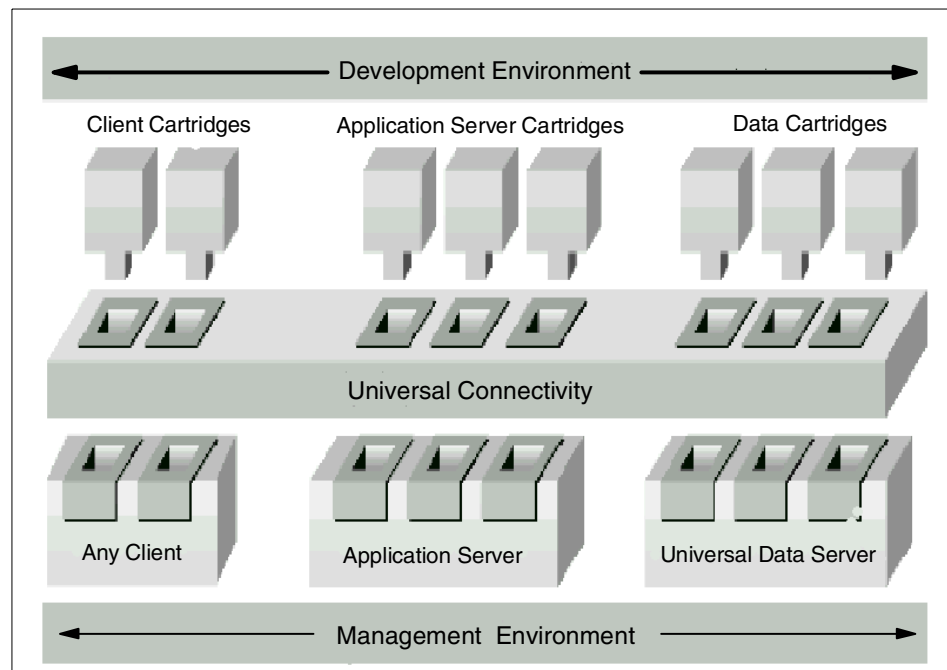 Development Environment
Client Cartridges
Application Server Cartridges
Data Cartridges
Universal Connectivity
Any Client
Application Server
Universal Data Server
Management Environment